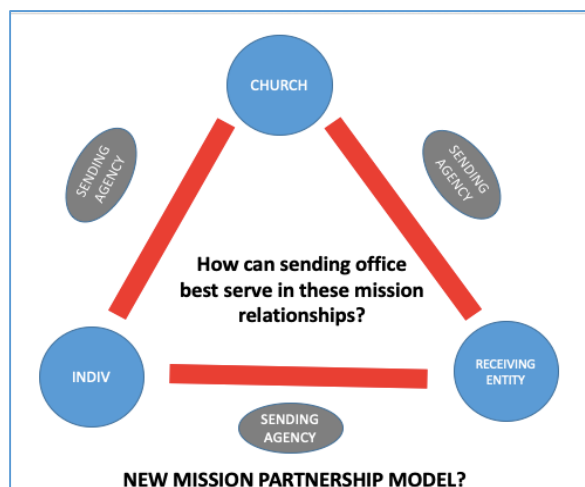 CHURCH
SENDING
AGENCY
SENDING
AGENCY
How can sending office
best serve in these mission
relationships?
INDIV
RECEIVING
ENTITY
SENDING
AGENCY
NEW MISSION PARTNERSHIP MODEL?